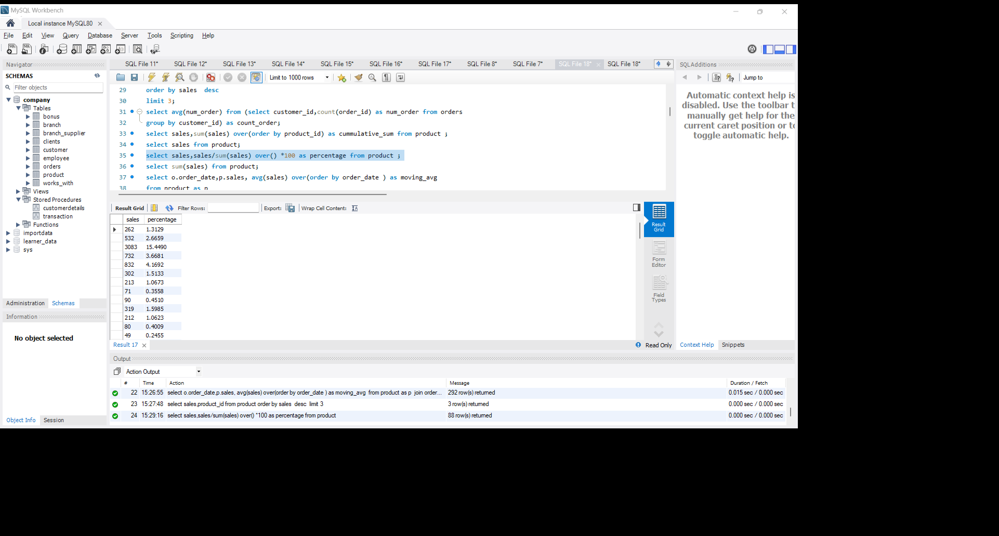 MySQL Workbench
Local instance MySQL80
File Edit View Query Database Server Tools Scripting Help
Navigator
SCHEMAS
Filter objects
company
Tables
bonus
branch
branch_supplier
clients
customer
employee
orders
product
works_with
Views
Stored Procedures
customerdetails
transaction
Functions
importdata
learner_data
sys
Administration Schemas
Information
No object selected
Object Info Session
SQL File 11* SQL File 12* SQL File 13* SQL File 14* SQL File 15* SQL File 16* SQL File 17* SQL File 8* SQL File 7* SQL File 18* SQL File 18*
Limit to 1000 rows
29 order by sales  desc
30 limit 3;
31 select avg(num_order) from (select customer_id,count(order_id) as num_order from orders
32 group by customer_id) as count_order;
33 select sales,sum(sales) over(order by product_id) as cummulative_sum from product ;
34 select sales from product;
35 select sales,sales/sum(sales) over() *100 as percentage from product ;
36 select sum(sales) from product;
37 select o.order_date,p.sales, avg(sales) over(order by order_date ) as moving_avg
38 from product as p
Result Grid Filter Rows: Export: Wrap Cell Content:
sales percentage
262 1.3129
532 2.6659
3083 15.4490
732 3.6681
832 4.1692
302 1.5133
213 1.0673
71 0.3558
90 0.4510
319 1.5985
212 1.0623
80 0.4009
49 0.2455
Result
Grid
Form
Editor
Field
Types
Result 17
Read Only
SQLAdditions
Jump to
Automatic context help is
disabled. Use the toolbar t
manually get help for the
current caret position or to
toggle automatic help.
Context Help Snippets
Output
Action Output
# Time Action Message Duration / Fetch
22 15:26:55 select o.order_date,p.sales, avg(sales) over(order by order_date ) as moving_avg  from product as p  join order... 292 row(s) returned 0.015 sec / 0.000 sec
23 15:27:48 select sales,product_id from product order by sales  desc  limit 3 3 row(s) returned 0.000 sec / 0.000 sec
24 15:29:16 select sales,sales/sum(sales) over() *100 as percentage from product 88 row(s) returned 0.000 sec / 0.000 sec